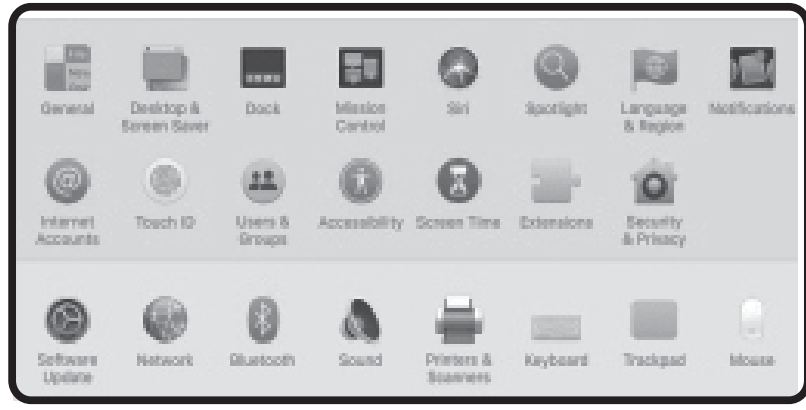 General Desktop & Screen Saver Dock Mission Control Siri Spotlight Language & Region Notifications
Internet Accounts Touch ID Users & Groups Accessibility Screen Time Extensions Security & Privacy
Software Update Network Bluetooth Sound Printers & Scanners Keyboard Trackpad Mouse